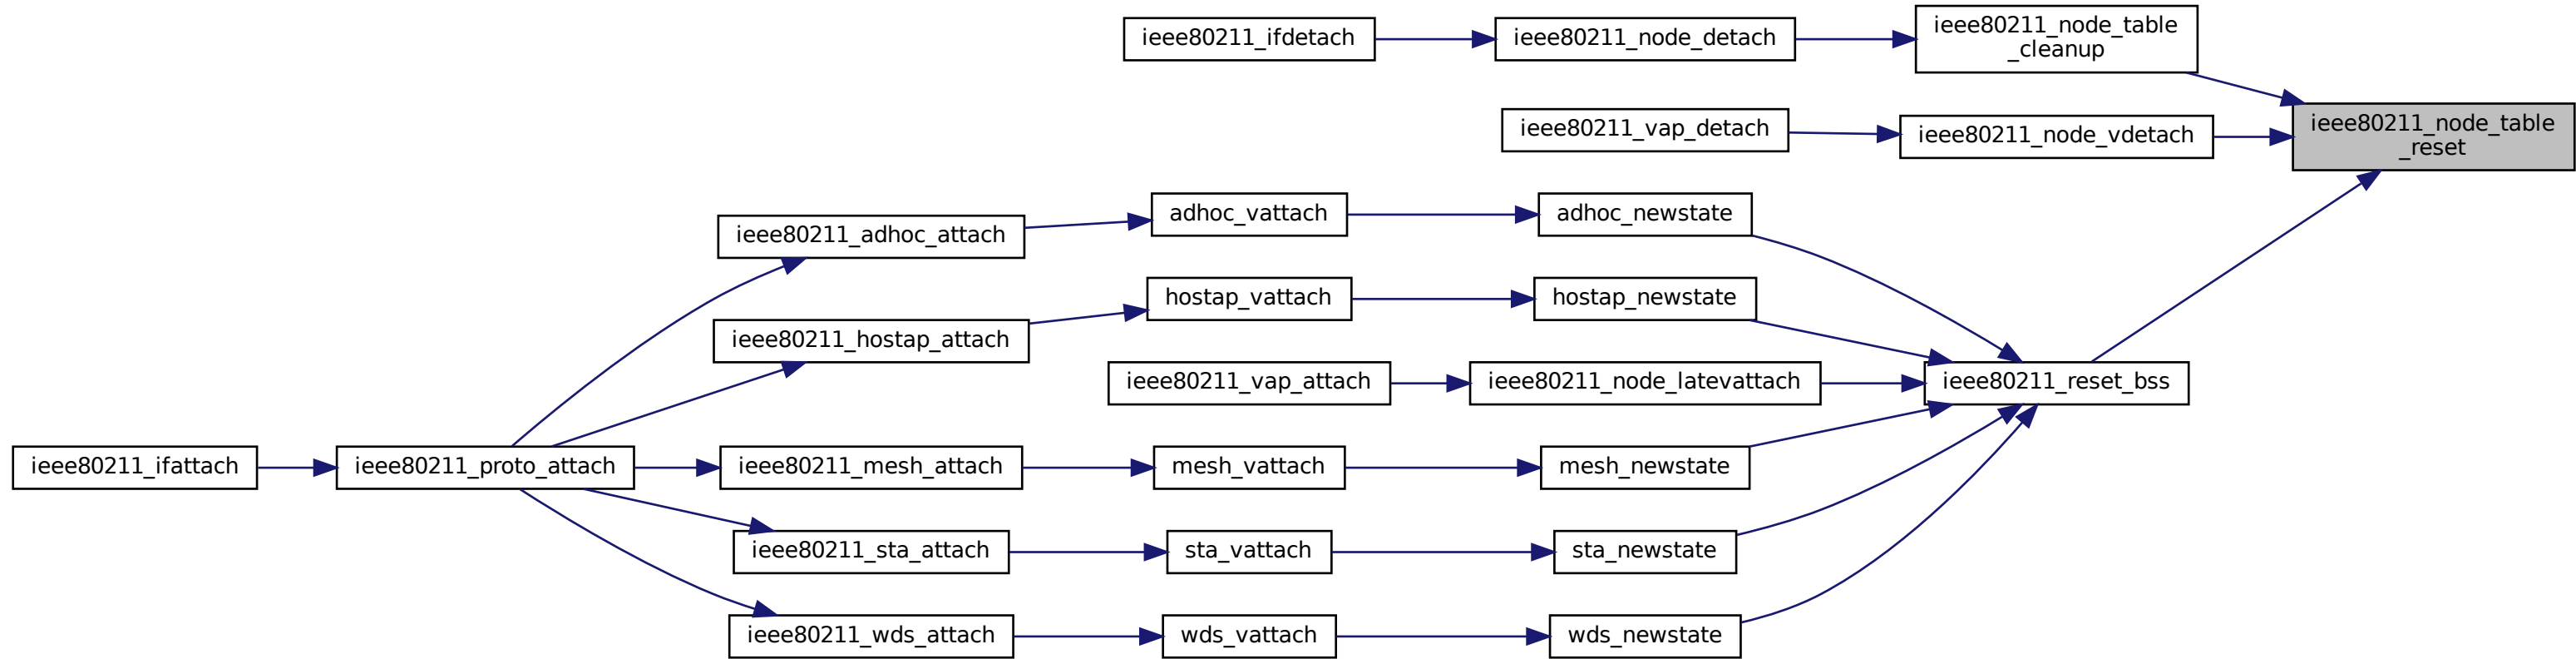 ieee80211_node_table
_cleanup
ieee80211_ifdetach
ieee80211_node_detach
ieee80211_node_table
_reset
ieee80211_vap_detach
ieee80211_node_vdetach
adhoc_vattach
adhoc_newstate
ieee80211_adhoc_attach
hostap_vattach
hostap_newstate
ieee80211_hostap_attach
ieee80211_vap_attach
ieee80211_node_latevattach
ieee80211_reset_bss
ieee80211_ifattach
ieee80211_proto_attach
ieee80211_mesh_attach
mesh_vattach
mesh_newstate
ieee80211_sta_attach
sta_vattach
sta_newstate
ieee80211_wds_attach
wds_vattach
wds_newstate